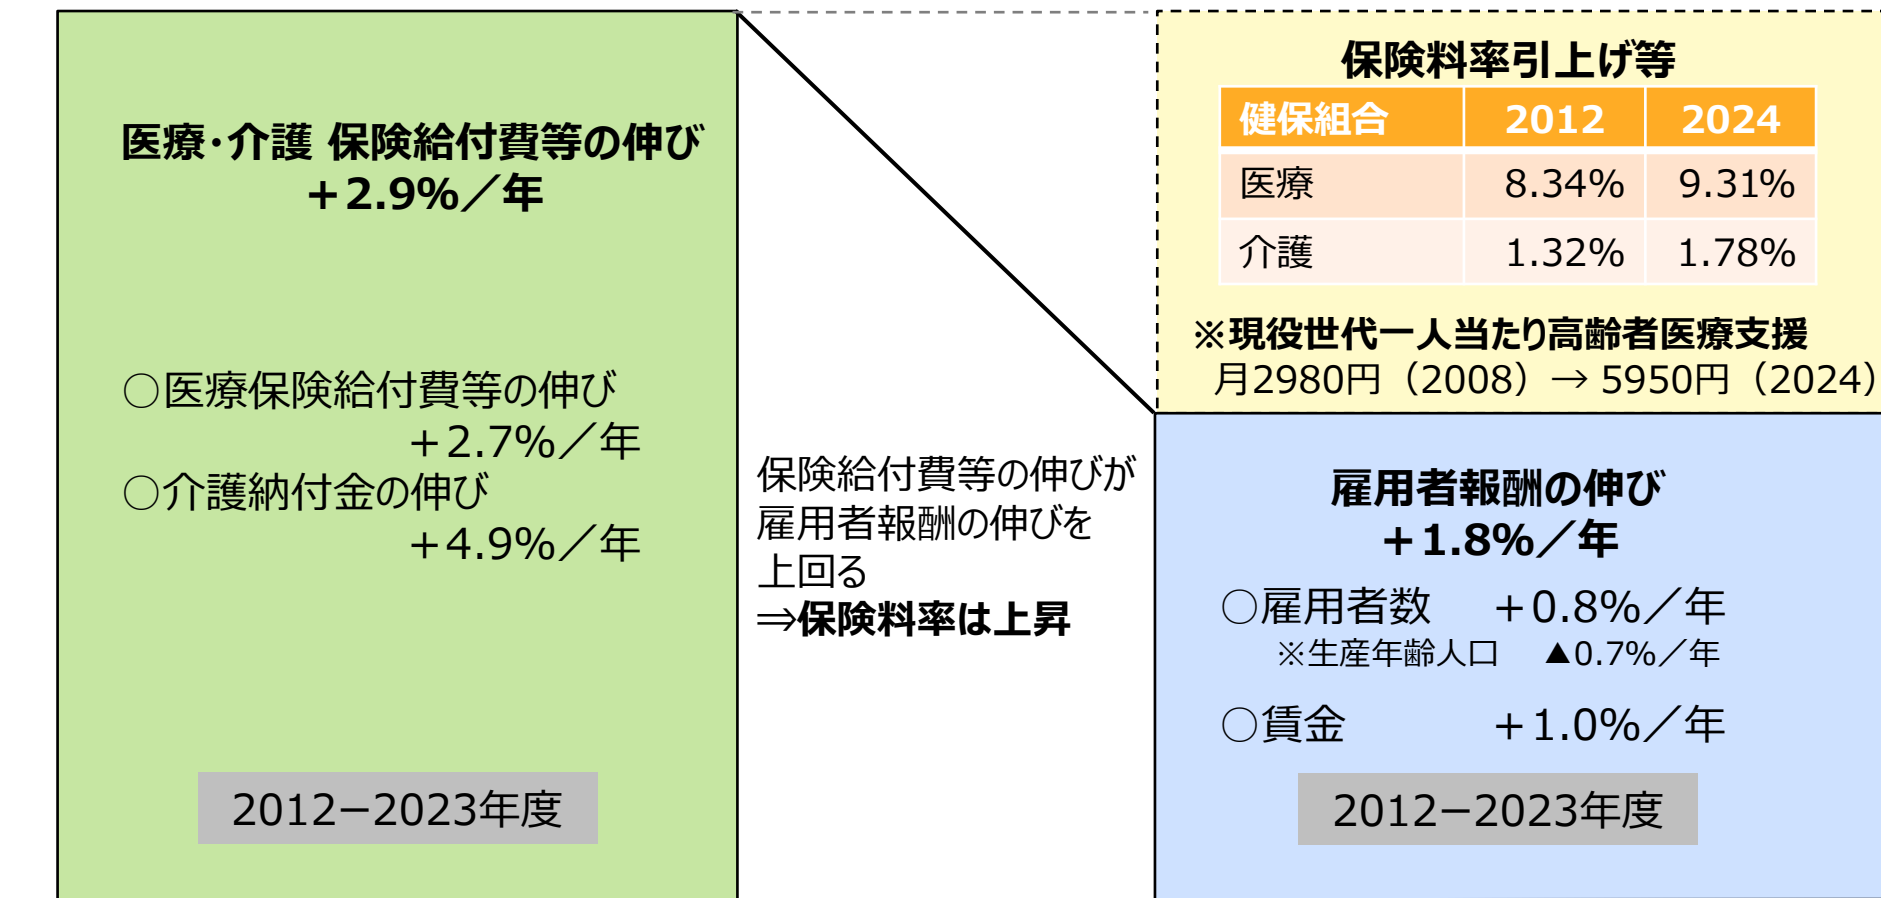 医療・介護 保険給付費等の伸び
＋2.9%／年
○医療保険給付費等の伸び
＋2.7%／年
○介護納付金の伸び
＋4.9%／年
2012−2023年度
保険給付費等の伸びが
雇用者報酬の伸びを
上回る
⇒保険料率は上昇
保険料率引上げ等
健保組合 2012 2024
医療 8.34% 9.31%
介護 1.32% 1.78%
※現役世代一人当たり高齢者医療支援
月2980円（2008）→ 5950円（2024）
雇用者報酬の伸び
＋1.8%／年
○雇用者数 ＋0.8%／年
※生産年齢人口 ▲0.7%／年
○賃金 ＋1.0%／年
2012−2023年度